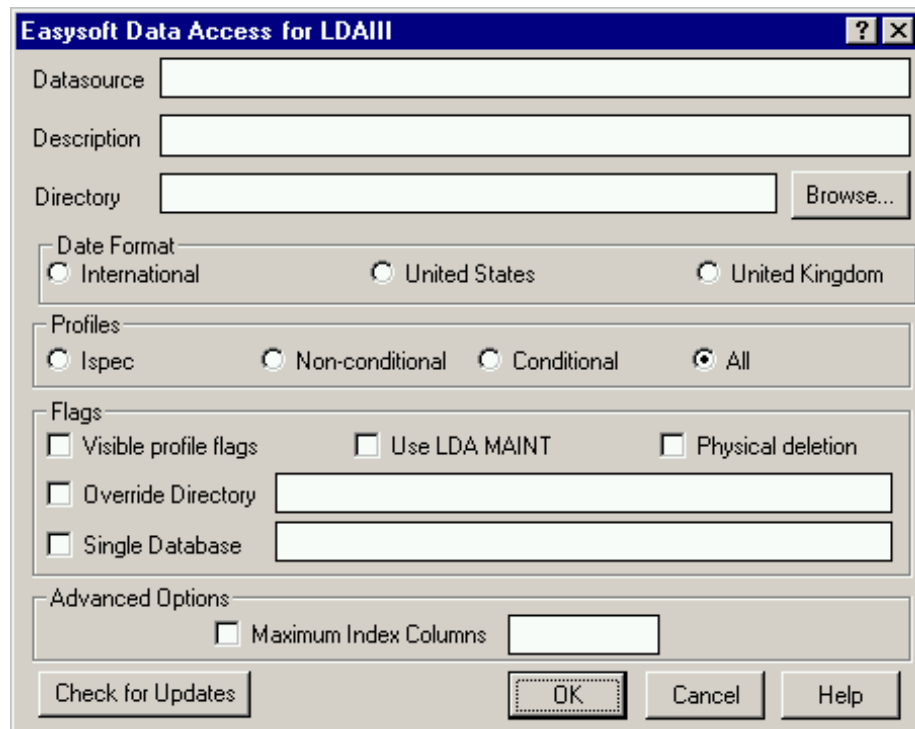 Easysoft Data Access for LDAIII
Datasource
Description
Directory Browse...
Date Format
International United States United Kingdom
Profiles
Ispec Non-conditional Conditional All
Flags
Visible profile flags Use LDA MAINT Physical deletion
Override Directory
Single Database
Advanced Options
Maximum Index Columns
Check for Updates OK Cancel Help